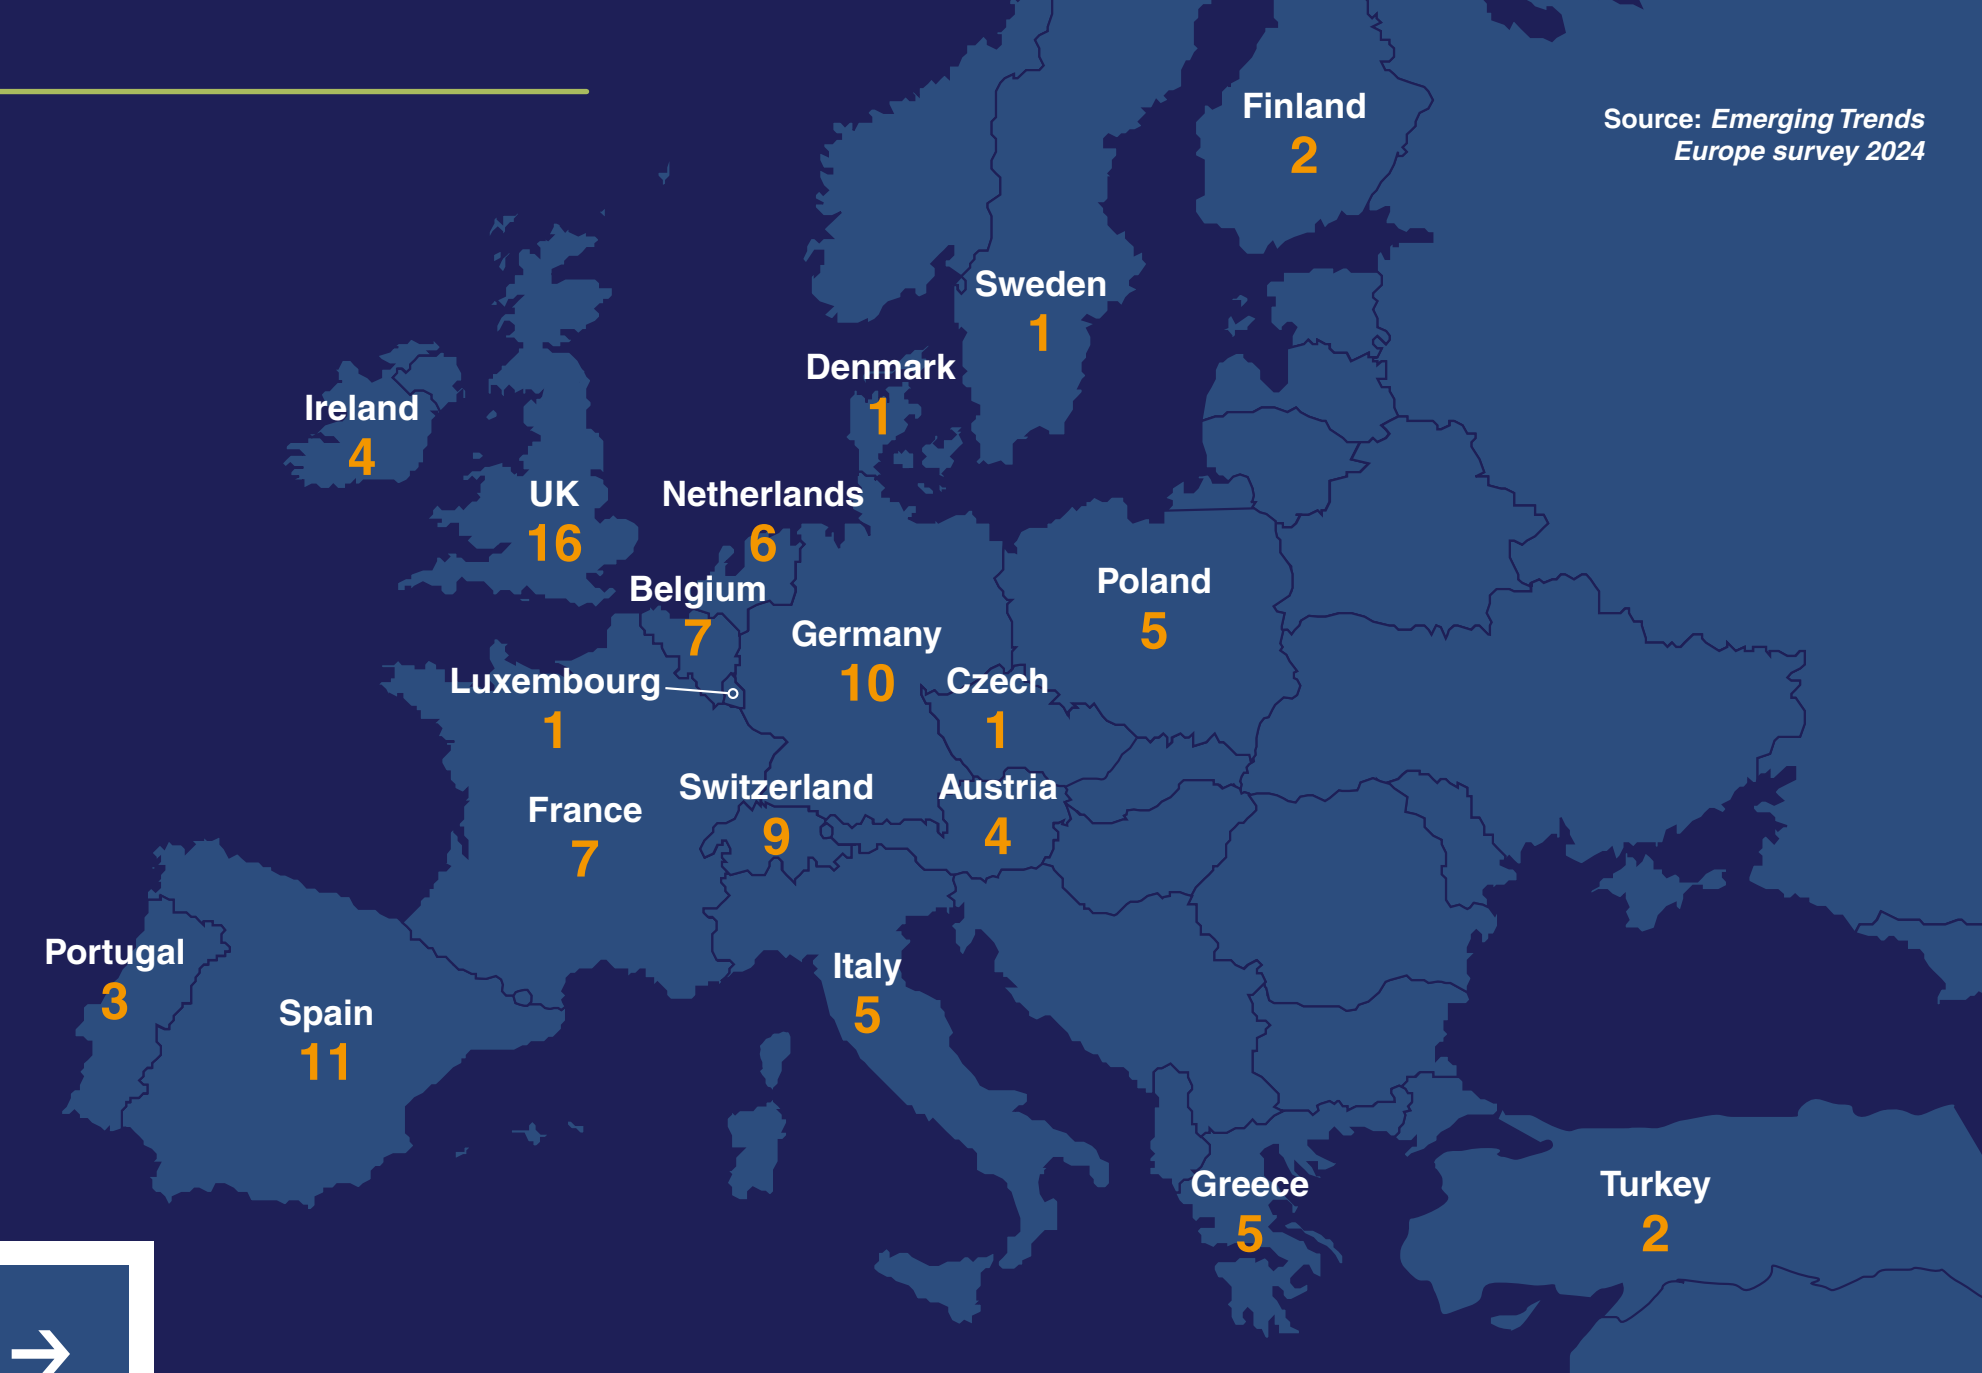 Finland
2
Source: Emerging Trends
Europe survey 2024
Sweden
1
Denmark
1
Ireland
4
UK
16
Netherlands
6
Belgium
7
Poland
5
Germany
10
Luxembourg
1
Czech
1
Switzerland
9
Austria
4
France
7
Portugal
3
Italy
5
Spain
11
Greece
5
Turkey
2